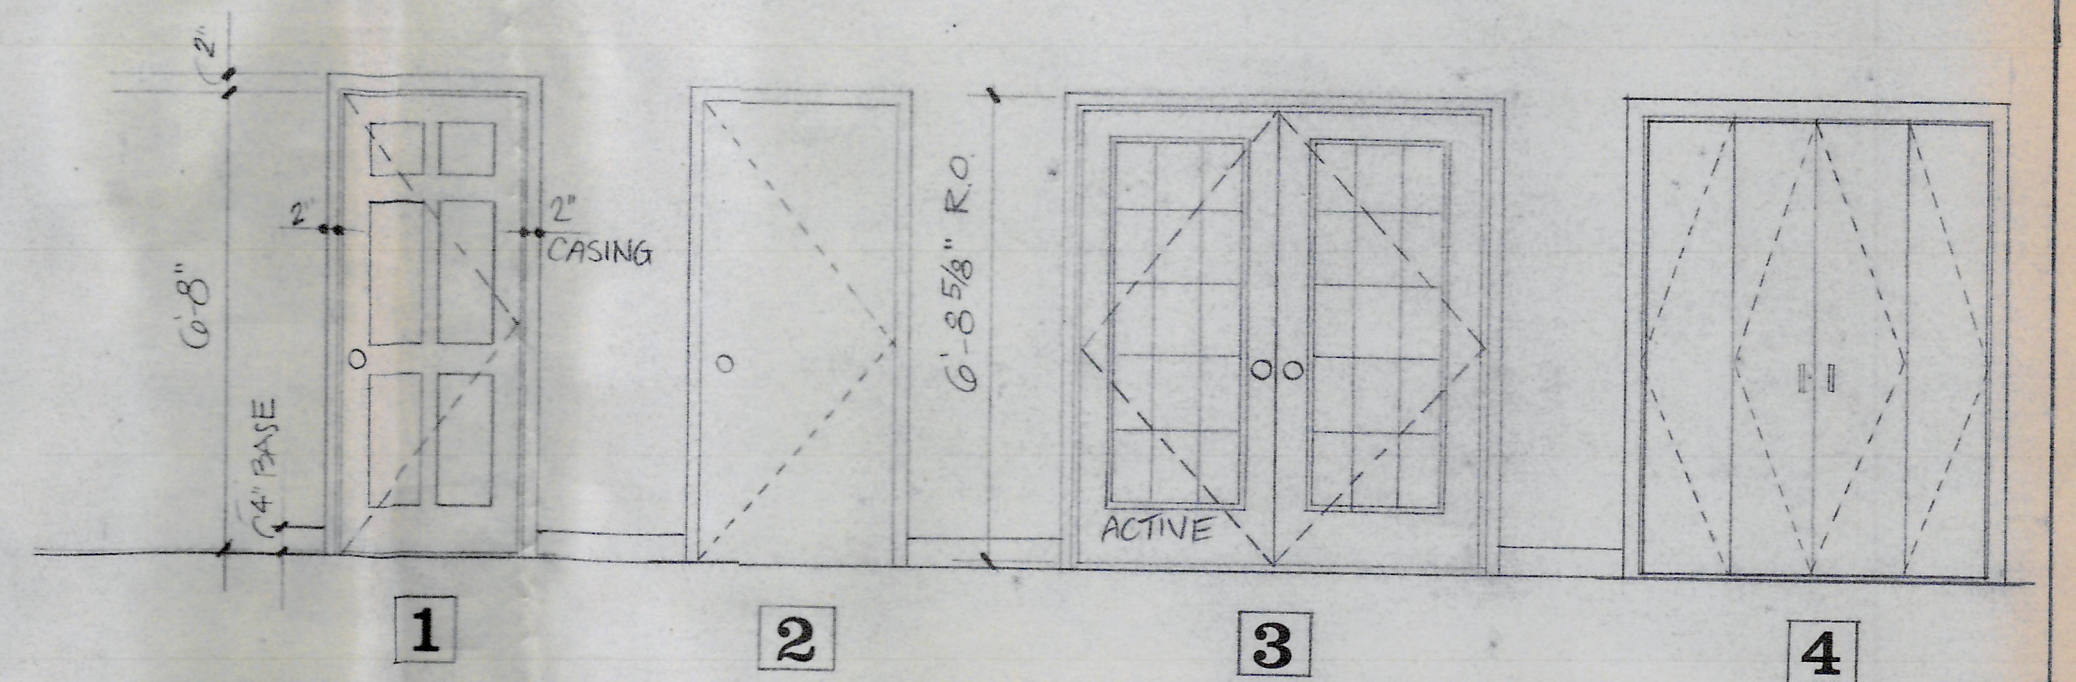 2"
6'-8"
4" BASE
2"
2"
CASING
6'-8 5/8" R.O.
ACTIVE
1
2
3
4